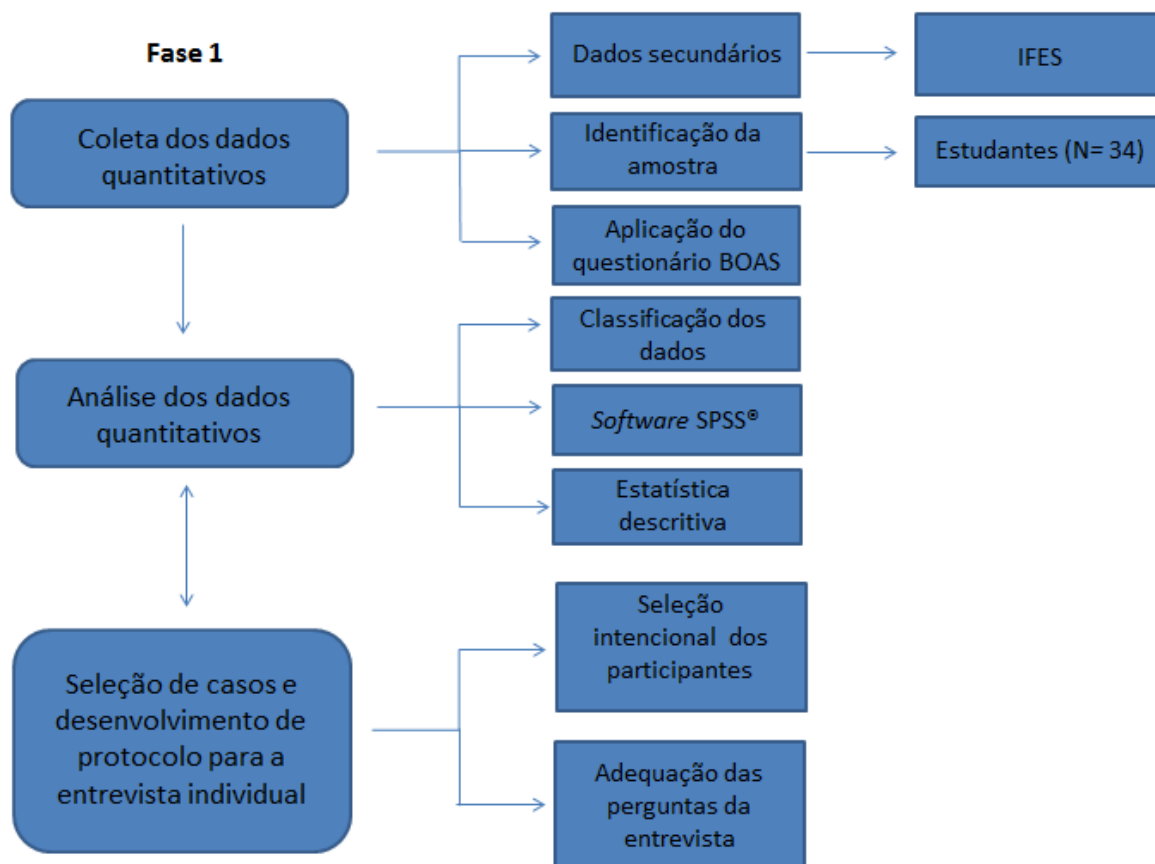 Fase 1
Coleta dos dados
quantitativos
Dados secundários
IFES
Identificação da
amostra
Estudantes (N= 34)
Aplicação do
questionário BOAS
Análise dos dados
quantitativos
Classificação dos
dados
Software SPSS®
Estatística
descritiva
Seleção de casos e
desenvolvimento de
protocolo para a
entrevista individual
Seleção
intencional dos
participantes
Adequação das
perguntas da
entrevista